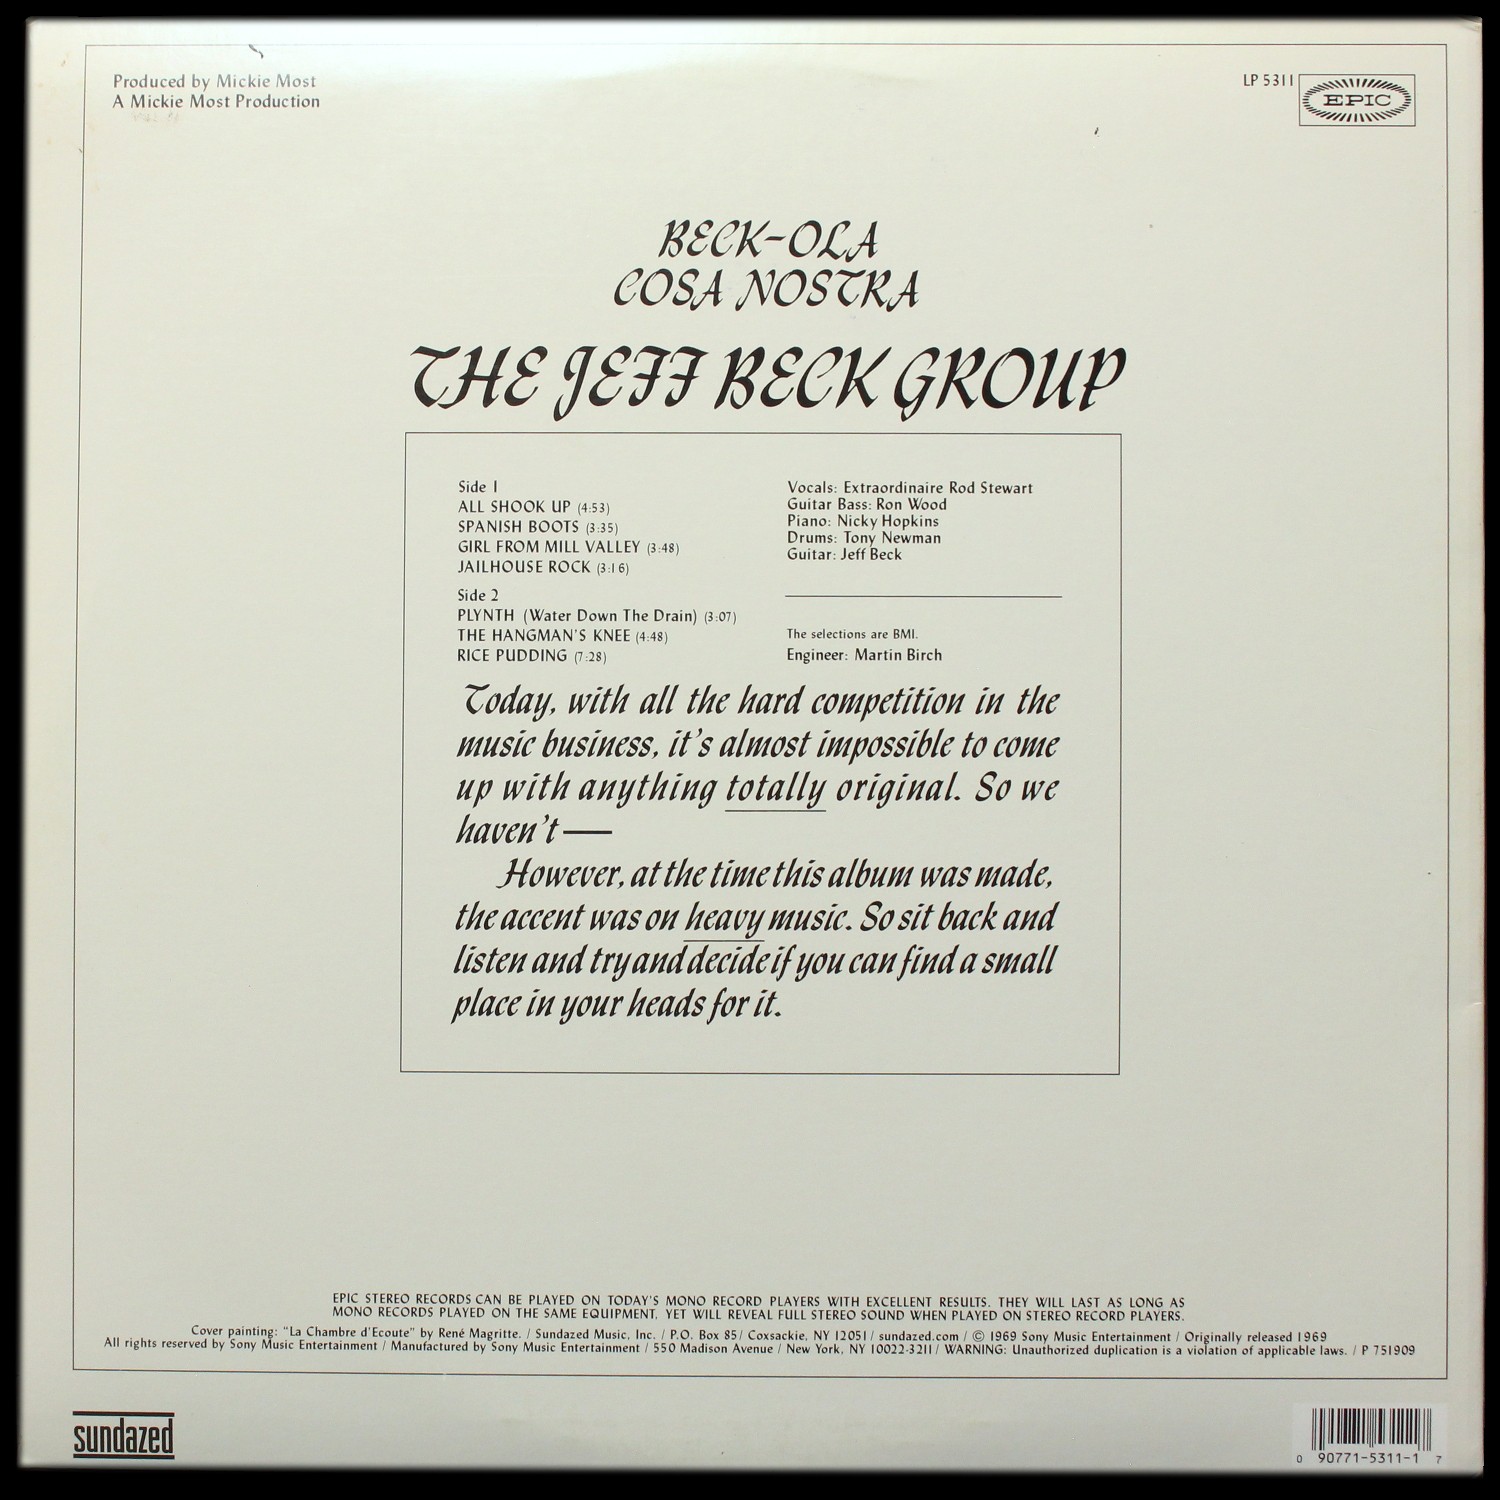 Produced by Mickie Most
A Mickie Most Production
LP 5311
EPIC
BECK-OLA
COSA NOSTRA
THE JEFF BECK GROUP
Side 1
ALL SHOOK UP (4:53)
SPANISH BOOTS (3:35)
GIRL FROM MILL VALLEY (3:48)
JAILHOUSE ROCK (3:16)
Side 2
PLYNTH (Water Down The Drain) (3:07)
THE HANGMAN'S KNEE (4:48)
RICE PUDDING (7:28)
Vocals: Extraordinaire Rod Stewart
Guitar Bass: Ron Wood
Piano: Nicky Hopkins
Drums: Tony Newman
Guitar: Jeff Beck
The selections are BMI.
Engineer: Martin Birch
Today, with all the hard competition in the
music business, it's almost impossible to come
up with anything totally original. So we
haven't —
However, at the time this album was made,
the accent was on heavy music. So sit back and
listen and try and decide if you can find a small
place in your heads for it.
EPIC STEREO RECORDS CAN BE PLAYED ON TODAY'S MONO RECORD PLAYERS WITH EXCELLENT RESULTS. THEY WILL LAST AS LONG AS
MONO RECORDS PLAYED ON THE SAME EQUIPMENT, YET WILL REVEAL FULL STEREO SOUND WHEN PLAYED ON STEREO RECORD PLAYERS.
Cover painting: "La Chambre d'Ecoute" by René Magritte. / Sundazed Music, Inc. / P.O. Box 85/ Coxsackie, NY 12051 / sundazed.com / © 1969 Sony Music Entertainment / Originally released 1969
All rights reserved by Sony Music Entertainment / Manufactured by Sony Music Entertainment / 550 Madison Avenue / New York, NY 10022-3211 / WARNING: Unauthorized duplication is a violation of applicable laws. / P 751909
sundazed
0 90771-5311-1 7